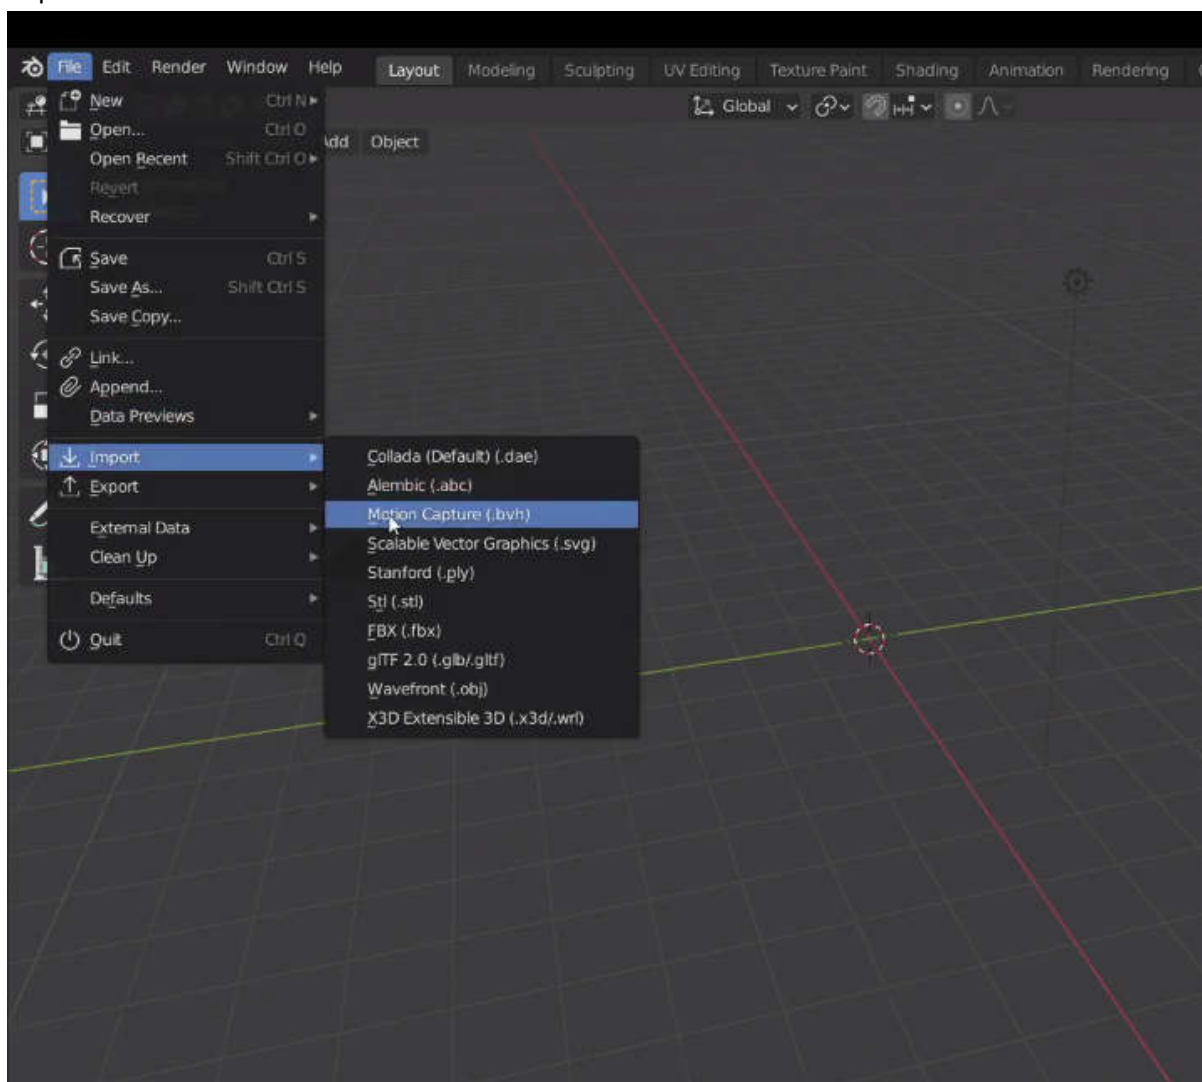 File Edit Render Window Help Layout Modeling Sculpting UV Editing Texture Paint Shading Animation Rendering
Global
Add Object
New Ctrl N
Open... Ctrl O
Open Recent Shift Ctrl O
Revert
Recover
Save Ctrl S
Save As... Shift Ctrl S
Save Copy...
Link...
Append...
Data Previews
Import
Export
External Data
Clean Up
Defaults
Quit Ctrl Q
Collada (Default) (.dae)
Alembic (.abc)
Motion Capture (.bvh)
Scalable Vector Graphics (.svg)
Stanford (.ply)
Stl (.stl)
FBX (.fbx)
glTF 2.0 (.glb/.gltf)
Wavefront (.obj)
X3D Extensible 3D (.x3d/.wrl)